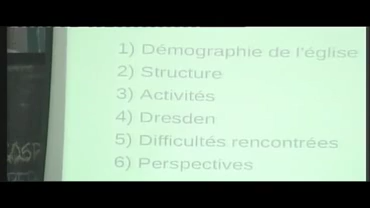 1) Démographie de l'église
2) Structure
3) Activités
4) Dresden
5) Difficultés rencontrées
6) Perspectives